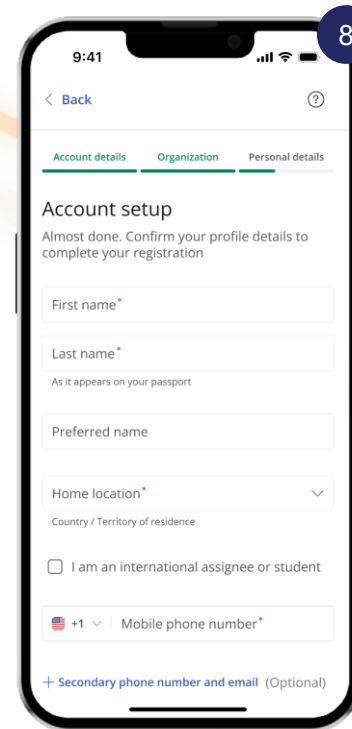 8
9:41
Back
?
Account details Organization Personal details
Account setup
Almost done. Confirm your profile details to
complete your registration
First name*
Last name*
As it appears on your passport
Preferred name
Home location*
Country / Territory of residence
I am an international assignee or student
+1 Mobile phone number*
+ Secondary phone number and email (Optional)